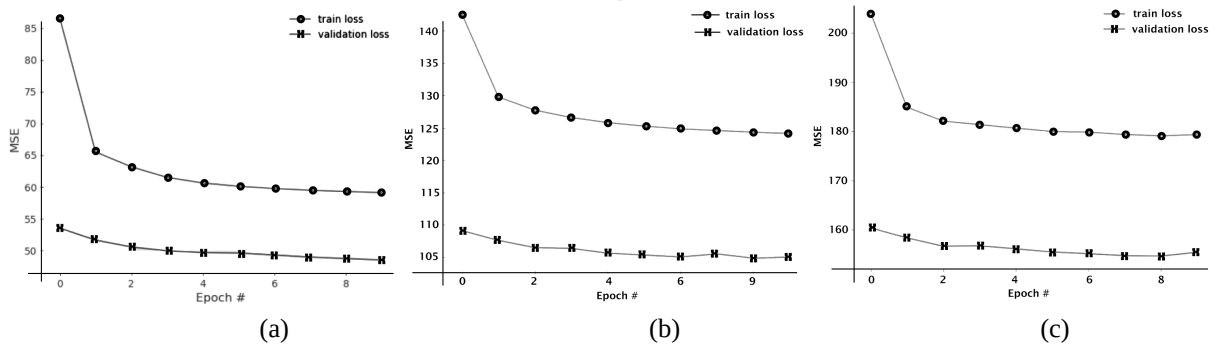 85
80
75
70
65
60
55
50
MSE
train loss
validation loss
0
2
4
6
8
Epoch #
(a)
140
135
130
125
120
115
110
105
MSE
train loss
validation loss
0
2
4
6
9
Epoch #
(b)
200
190
180
170
160
MSE
train loss
validation loss
0
2
4
6
8
Epoch #
(c)